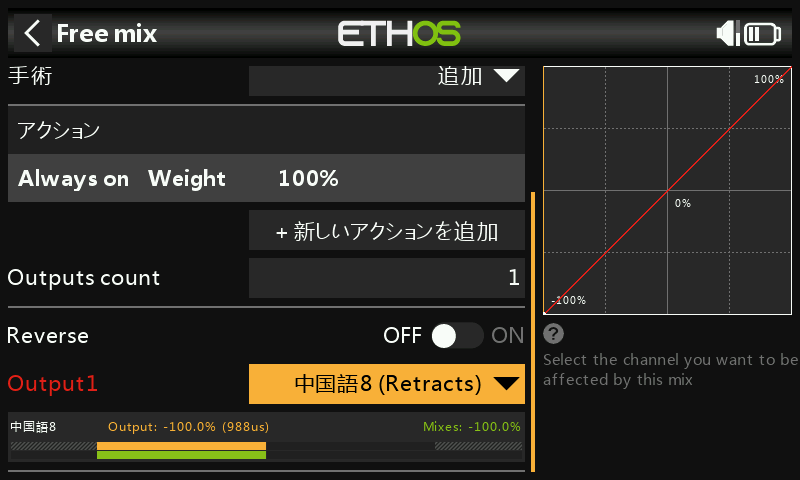 Free mix
ETHOS
手術 追加
アクション
Always on Weight 100%
+ 新しいアクションを追加
Outputs count 1
Reverse OFF ON
Output1 中国語8 (Retracts)
中国語8 Output: -100.0% (988us) Mixes: -100.0%
100%
0%
-100%
?
Select the channel you want to be
affected by this mix